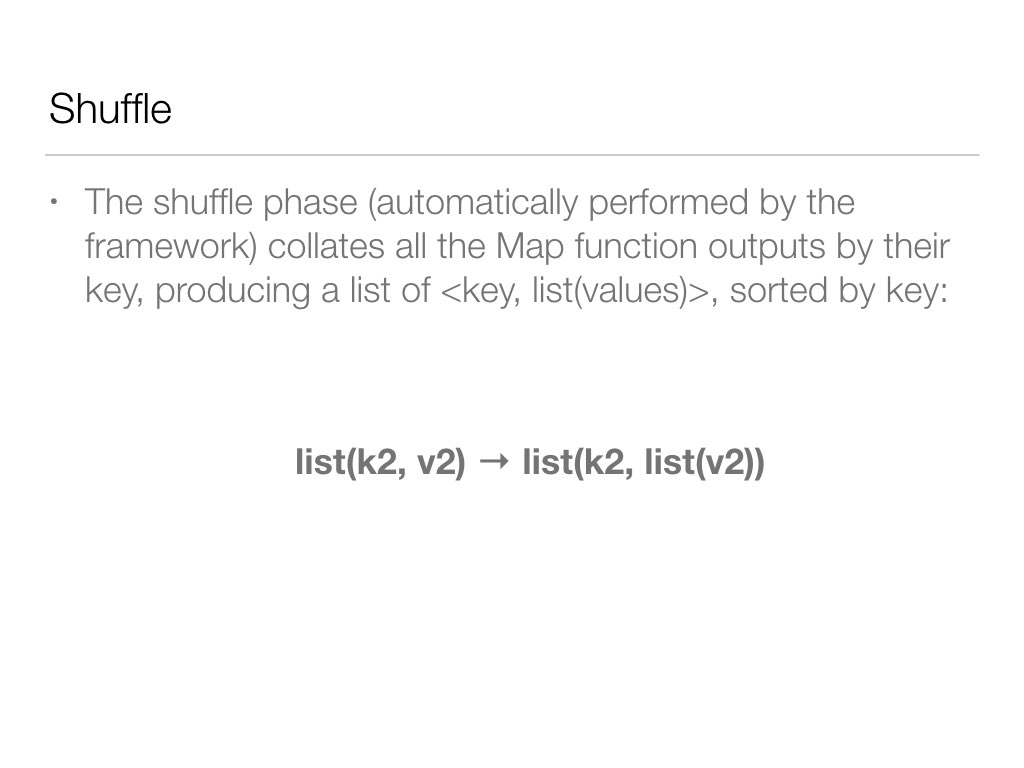 Shuffle
• The shuffle phase (automatically performed by the
framework) collates all the Map function outputs by their
key, producing a list of <key, list(values)>, sorted by key:
list(k2, v2) → list(k2, list(v2))